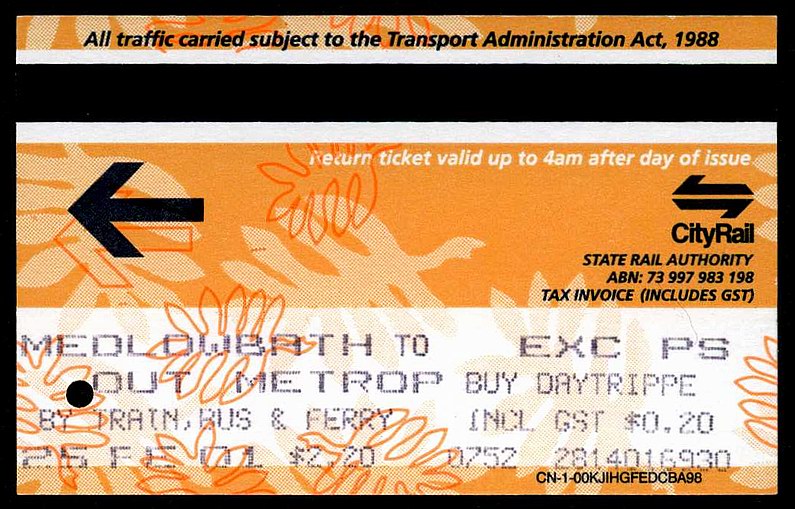 All traffic carried subject to the Transport Administration Act, 1988
Return ticket valid up to 4am after day of issue
CityRail
STATE RAIL AUTHORITY
ABN: 73 997 983 198
TAX INVOICE (INCLUDES GST)
MEDLOWBATH TO EXC PS
OUT METROP BUY DAYTRIPPE
BY TRAIN,BUS & FERRY INCL GST $0.20
25 FE 01 $2.20 0752 2814016930
CN-1-00KJIHGFEDCBA98